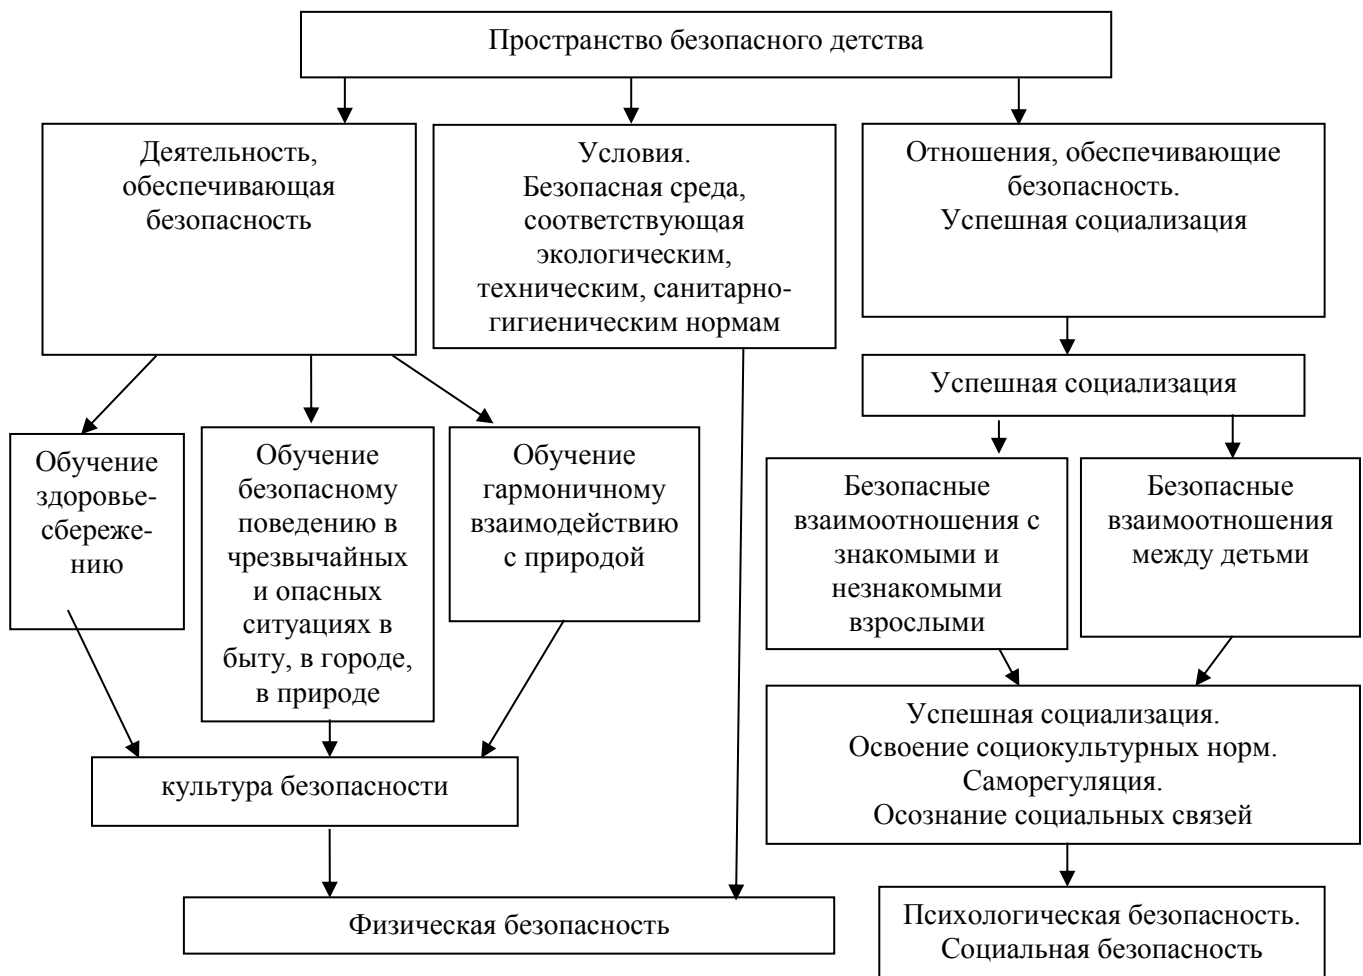 Пространство безопасного детства
Деятельность,
обеспечивающая
безопасность
Условия.
Безопасная среда,
соответствующая
экологическим,
техническим, санитарно-
гигиеническим нормам
Отношения, обеспечивающие
безопасность.
Успешная социализация
Успешная социализация
Обучение
здоровье-
сбереже-
нию
Обучение
безопасному
поведению в
чрезвычайных
и опасных
ситуациях в
быту, в городе,
в природе
Обучение
гармоничному
взаимодействию
с природой
Безопасные
взаимоотношения с
знакомыми и
незнакомыми
взрослыми
Безопасные
взаимоотношения
между детьми
культура безопасности
Успешная социализация.
Освоение социокультурных норм.
Саморегуляция.
Осознание социальных связей
Физическая безопасность
Психологическая безопасность.
Социальная безопасность